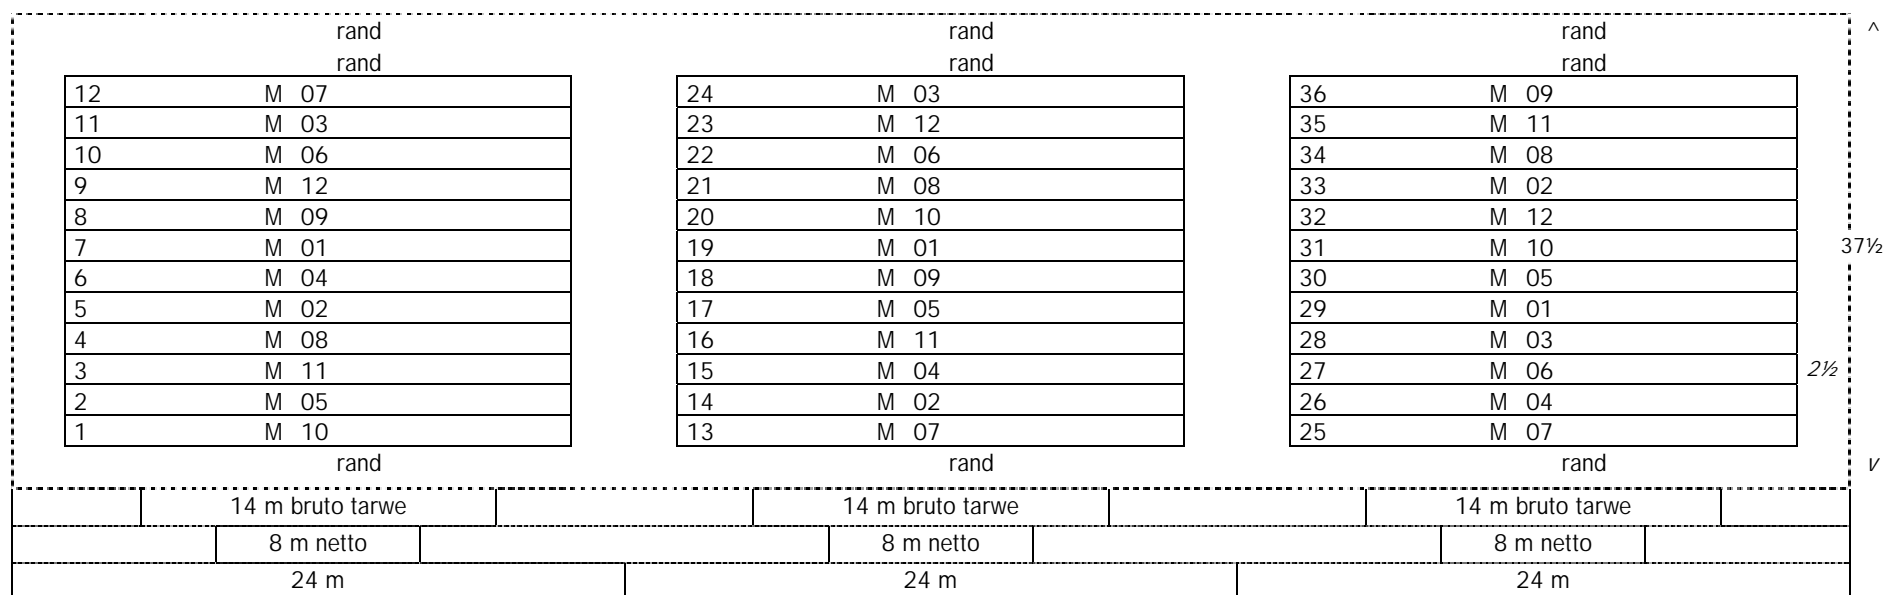 rand rand rand ^
rand rand rand
12 M 07 24 M 03 36 M 09
11 M 03 23 M 12 35 M 11
10 M 06 22 M 06 34 M 08
9 M 12 21 M 08 33 M 02
8 M 09 20 M 10 32 M 12
7 M 01 19 M 01 31 M 10 37½
6 M 04 18 M 09 30 M 05
5 M 02 17 M 05 29 M 01
4 M 08 16 M 11 28 M 03
3 M 11 15 M 04 27 M 06 2½
2 M 05 14 M 02 26 M 04
1 M 10 13 M 07 25 M 07
rand rand rand v
14 m bruto tarwe 14 m bruto tarwe 14 m bruto tarwe
8 m netto 8 m netto 8 m netto
24 m 24 m 24 m